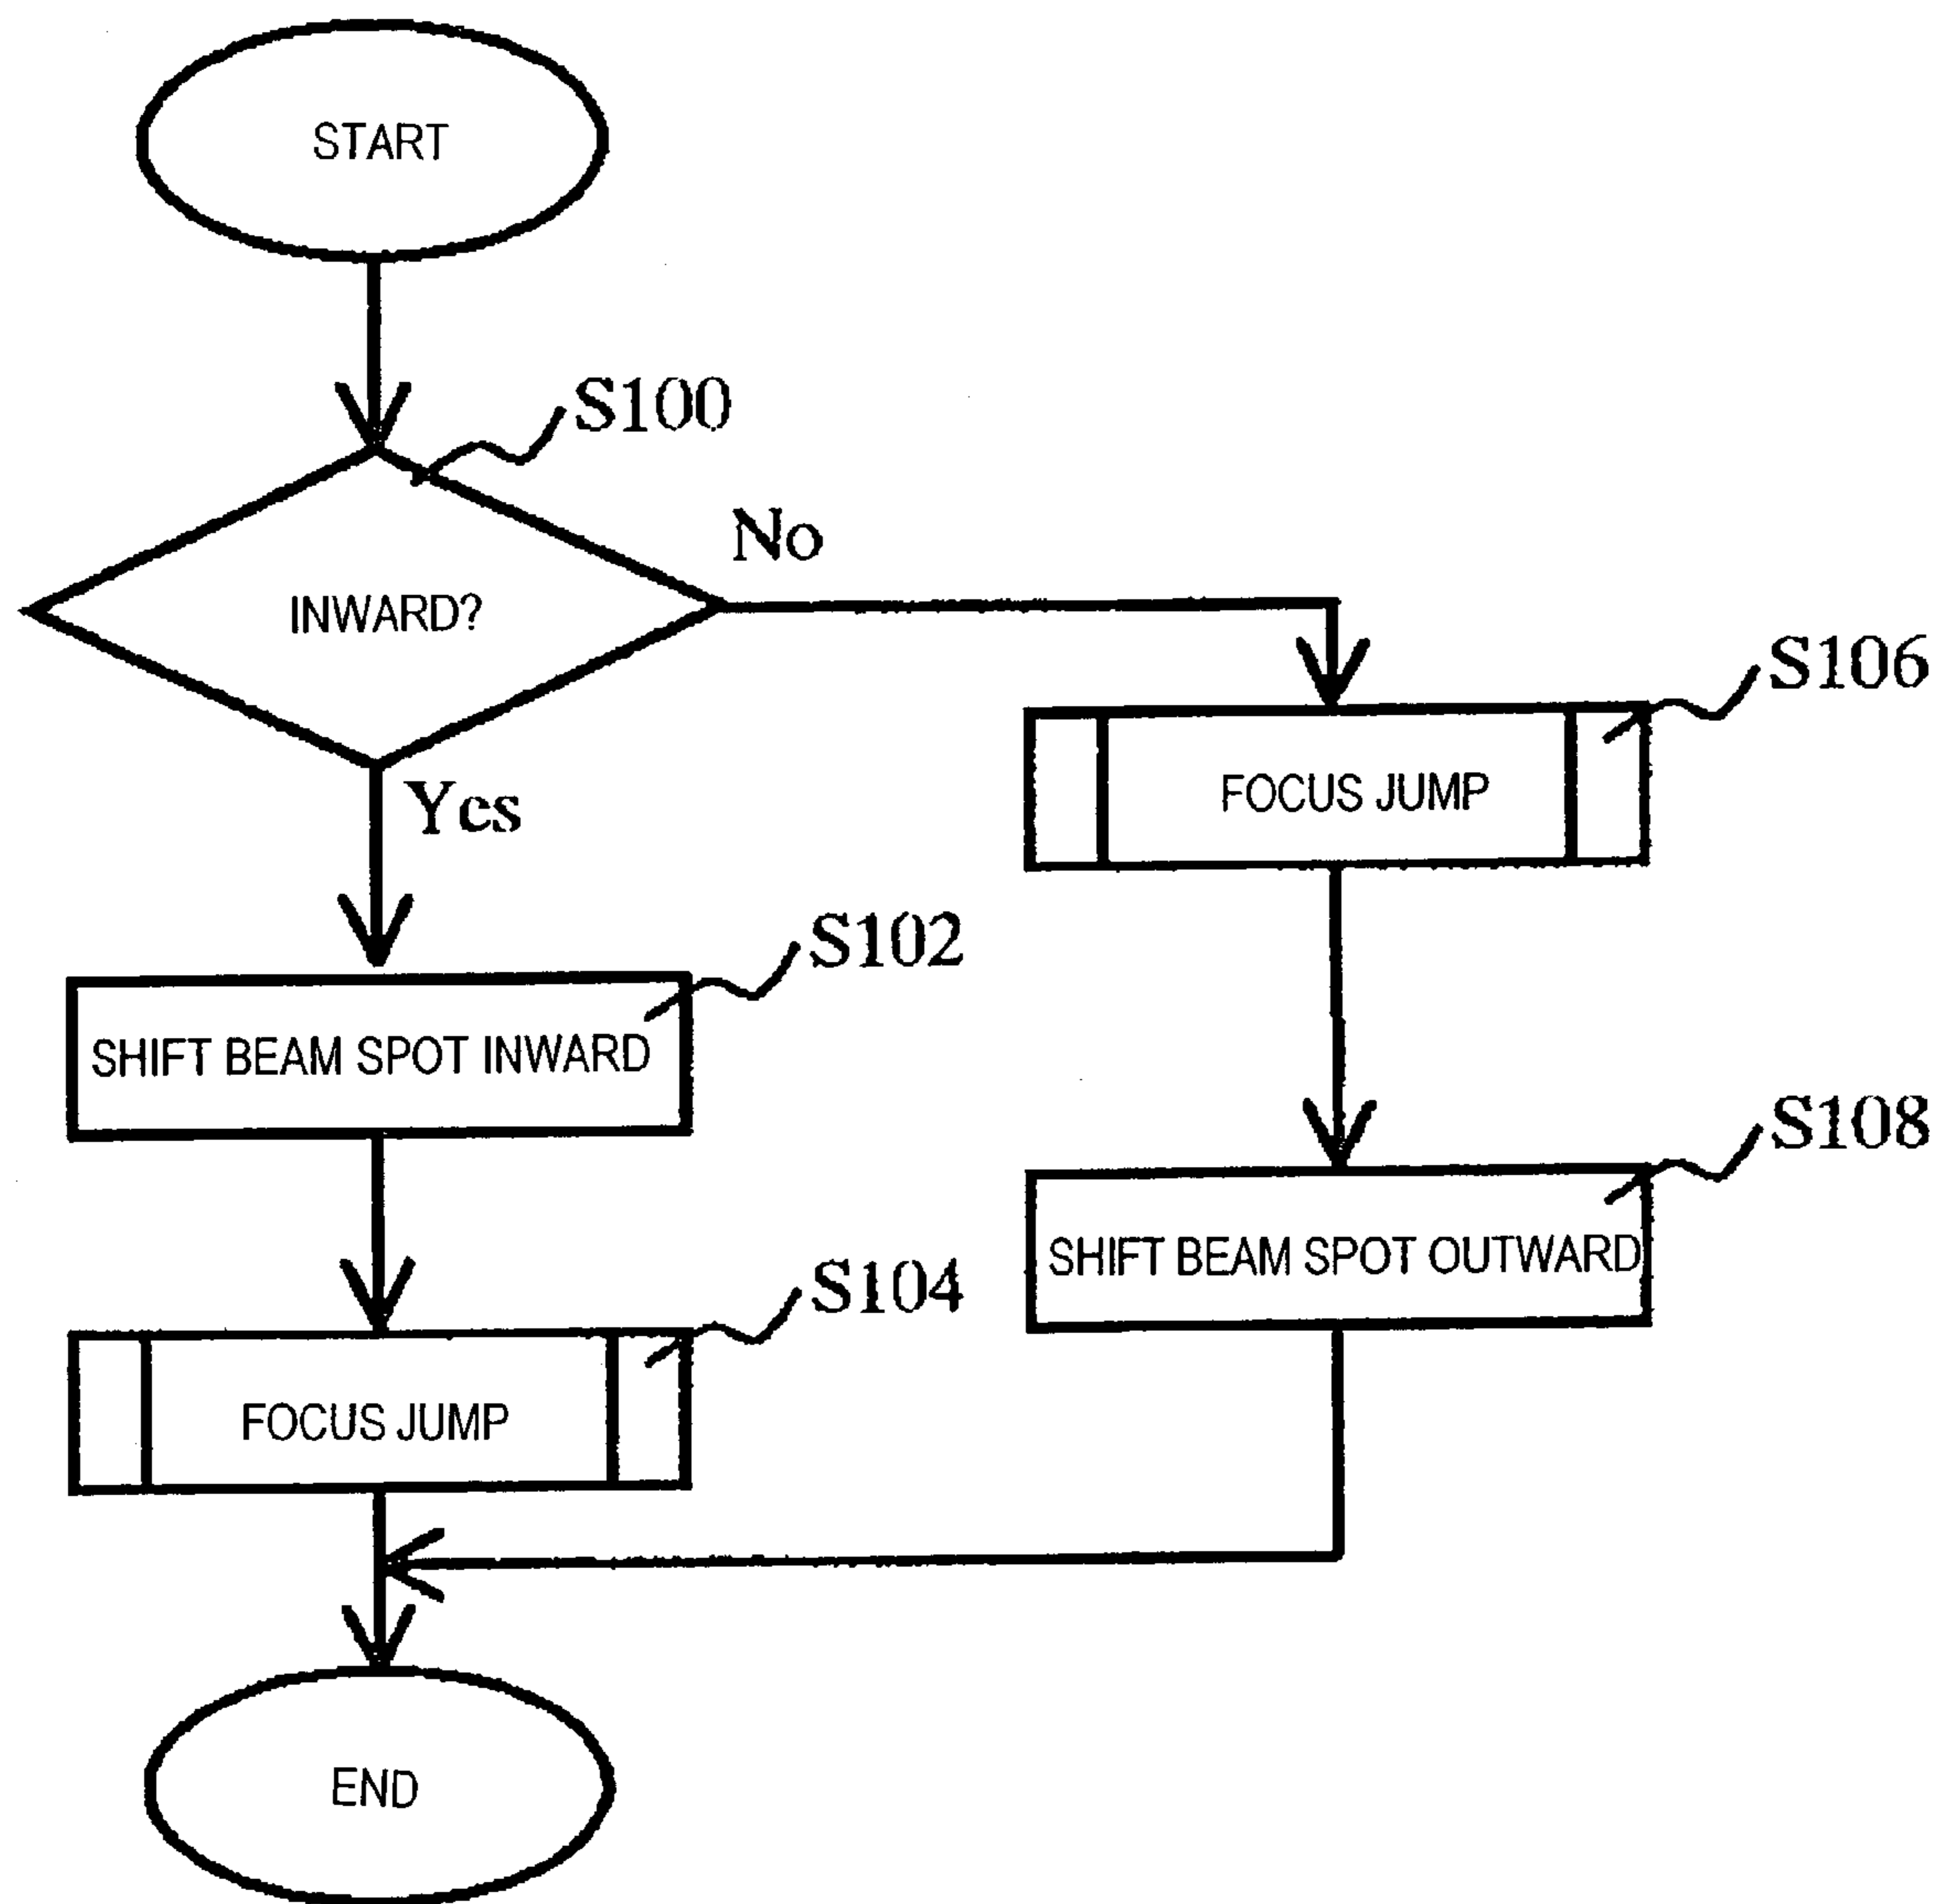 START
S100
No
INWARD?
S106
FOCUS JUMP
Yes
S102
SHIFT BEAM SPOT INWARD
S108
SHIFT BEAM SPOT OUTWARD
S104
FOCUS JUMP
END